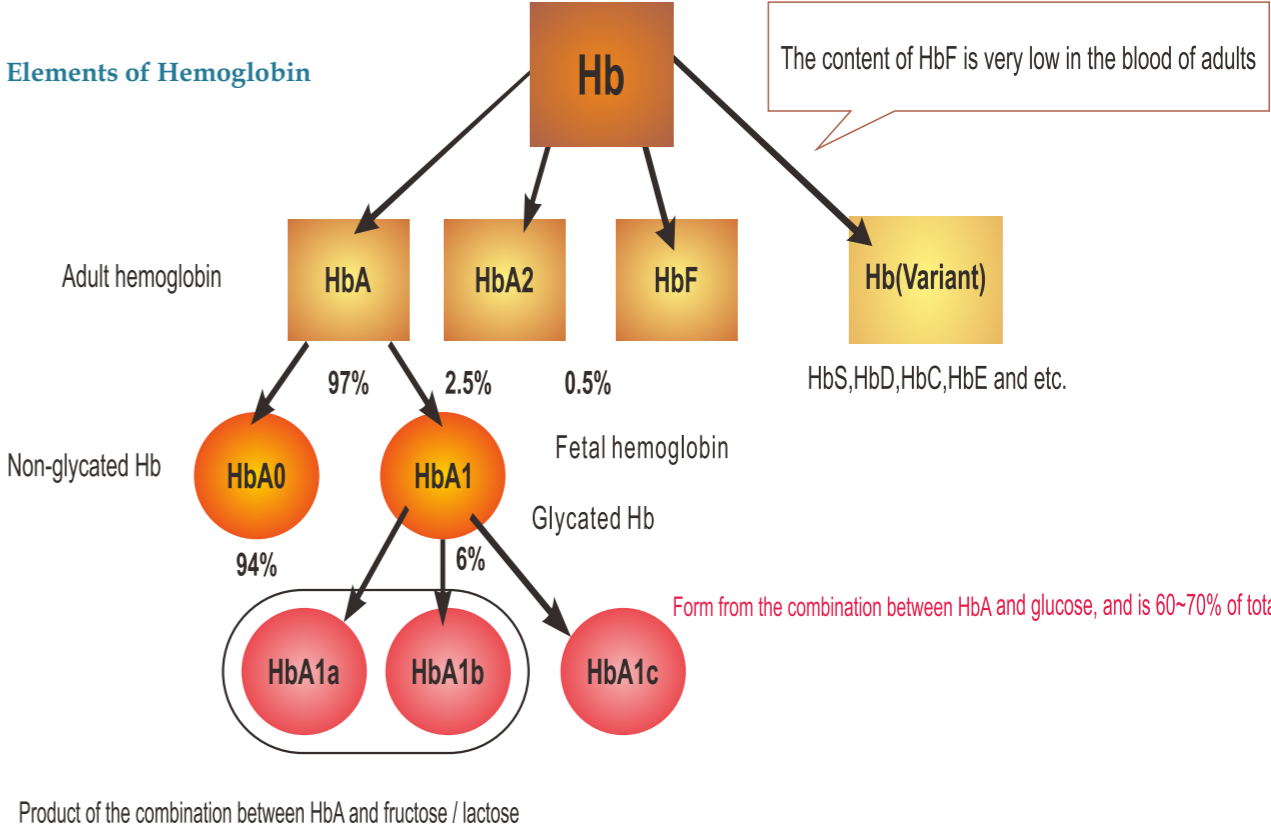 Elements of Hemoglobin
Hb
The content of HbF is very low in the blood of adults
Adult hemoglobin
HbA
HbA2
HbF
Hb(Variant)
97%
2.5%
0.5%
HbS,HbD,HbC,HbE and etc.
Non-glycated Hb
HbA0
HbA1
Fetal hemoglobin
Glycated Hb
94%
6%
Form from the combination between HbA and glucose, and is 60~70% of
HbA1a
HbA1b
HbA1c
Product of the combination between HbA and fructose / lactose